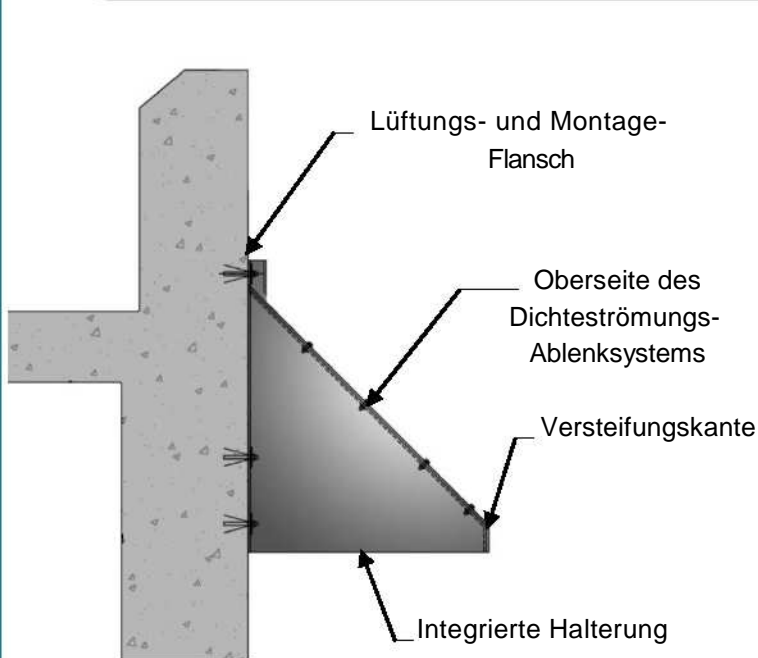 Lüftungs- und Montage-
Flansch
Oberseite des
Dichteströmungs-
Ablenksystems
Versteifungskante
Integrierte Halterung